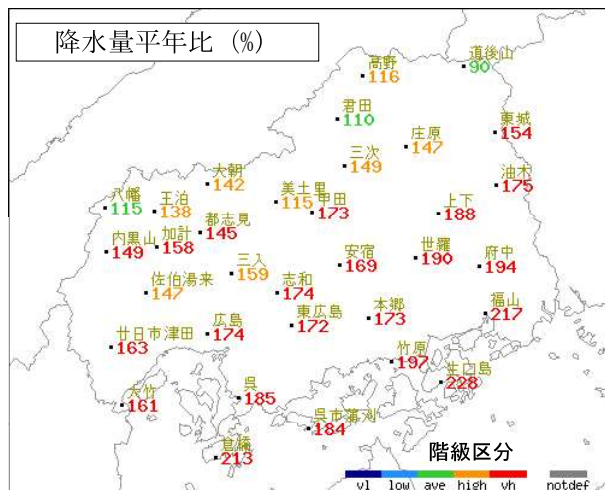 降水量平年比 (%)
道後山
90
高野
116
君田
110
東城
154
庄原
147
三次
149
油木
175
大朝
142
八幡
115
王泊
138
美土里
115
甲田
173
上下
188
都志見
145
内黒山
149
加計
158
世羅
190
府中
194
安宿
169
三入
159
佐伯湯来
147
志和
174
福山
217
本郷
173
東広島
172
広島
174
廿日市津田
163
竹原
197
生口島
228
大竹
161
呉
185
呉市蒲刈
184
倉橋
213
階級区分
vl low ave high vh notdef